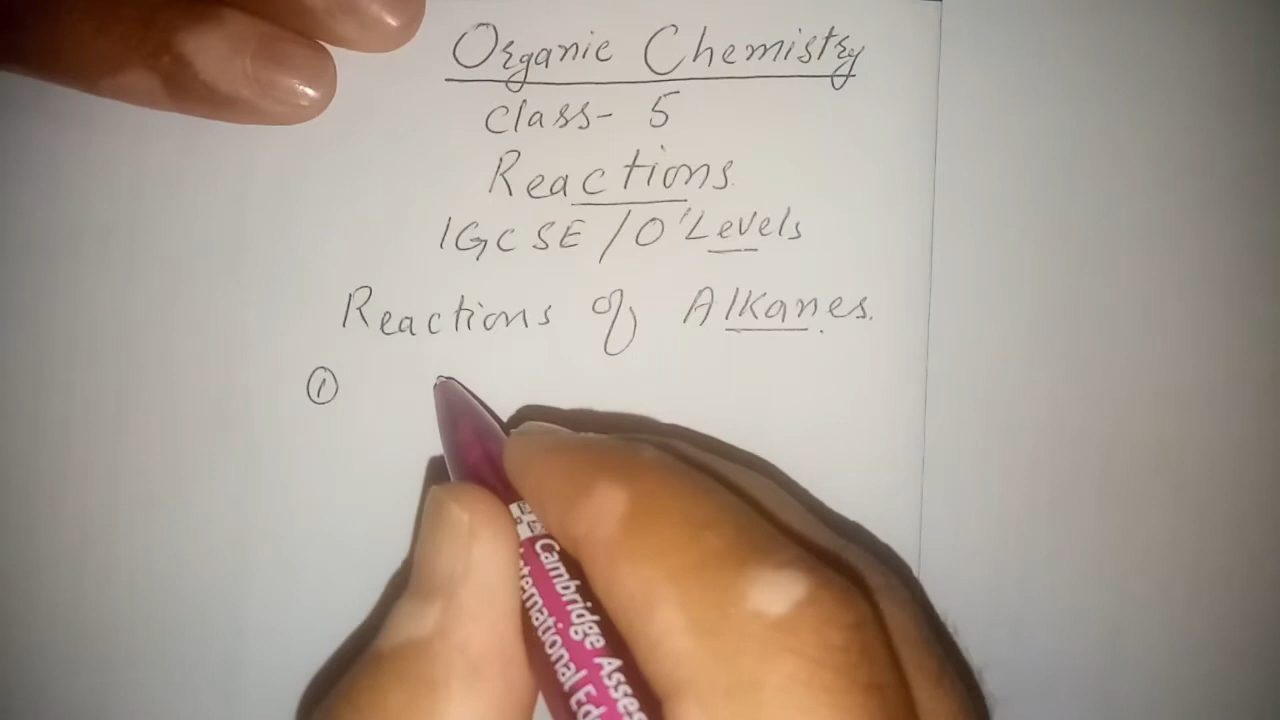 Organic Chemistry
Class- 5
Reactions
IGCSE / O'Levels
Reactions of Alkanes.
①
Cambridge Asses
International Ed